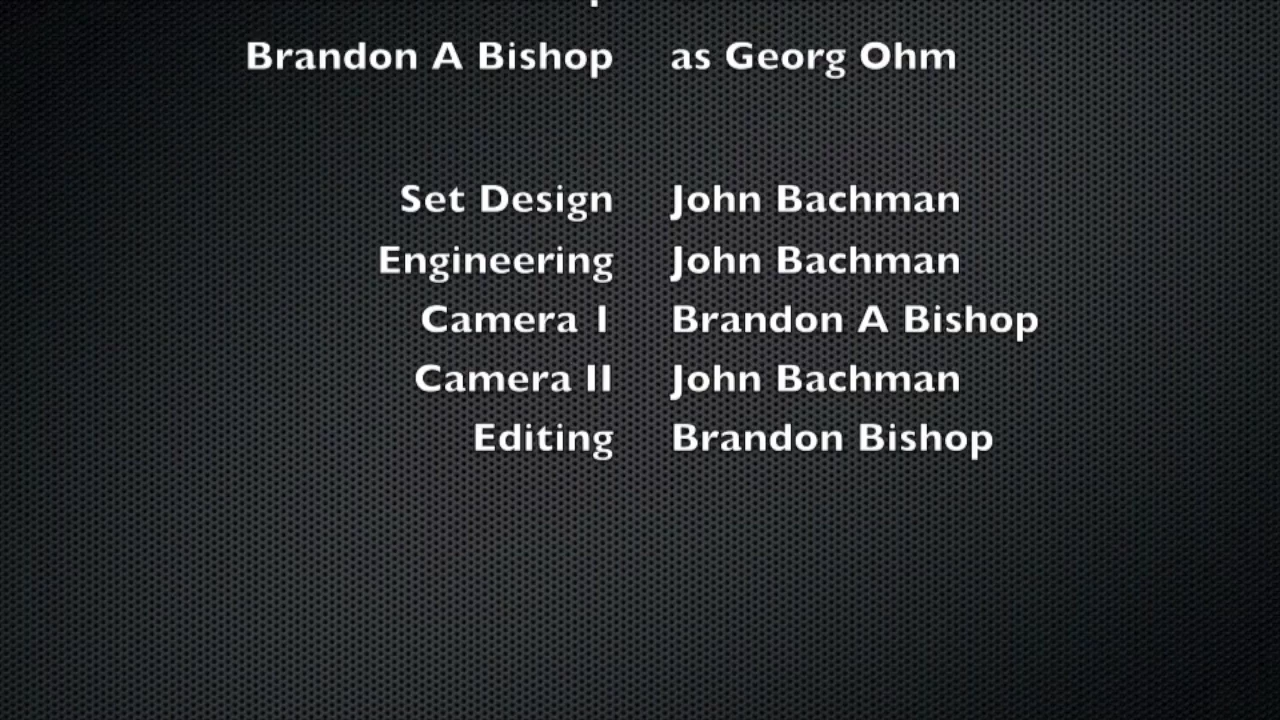 Brandon A Bishop as Georg Ohm
Set Design John Bachman
Engineering John Bachman
Camera I Brandon A Bishop
Camera II John Bachman
Editing Brandon Bishop